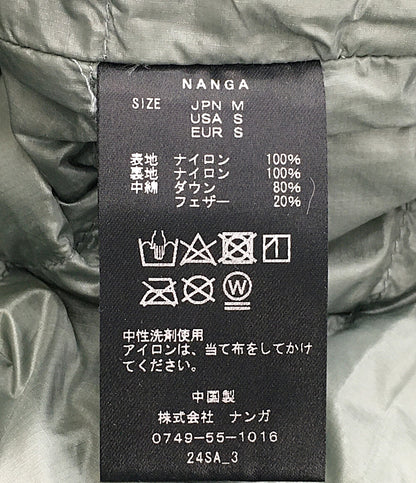 NANGA
SIZE JPN M
USA S
EUR S
表地 ナイロン 100%
裏地 ナイロン 100%
中綿 ダウン 80%
フェザー 20%
W
中性洗剤使用
アイロンは、当て布をしてかけ
てください。
中国製
株式会社 ナンガ
0749-55-1016
24SA_3